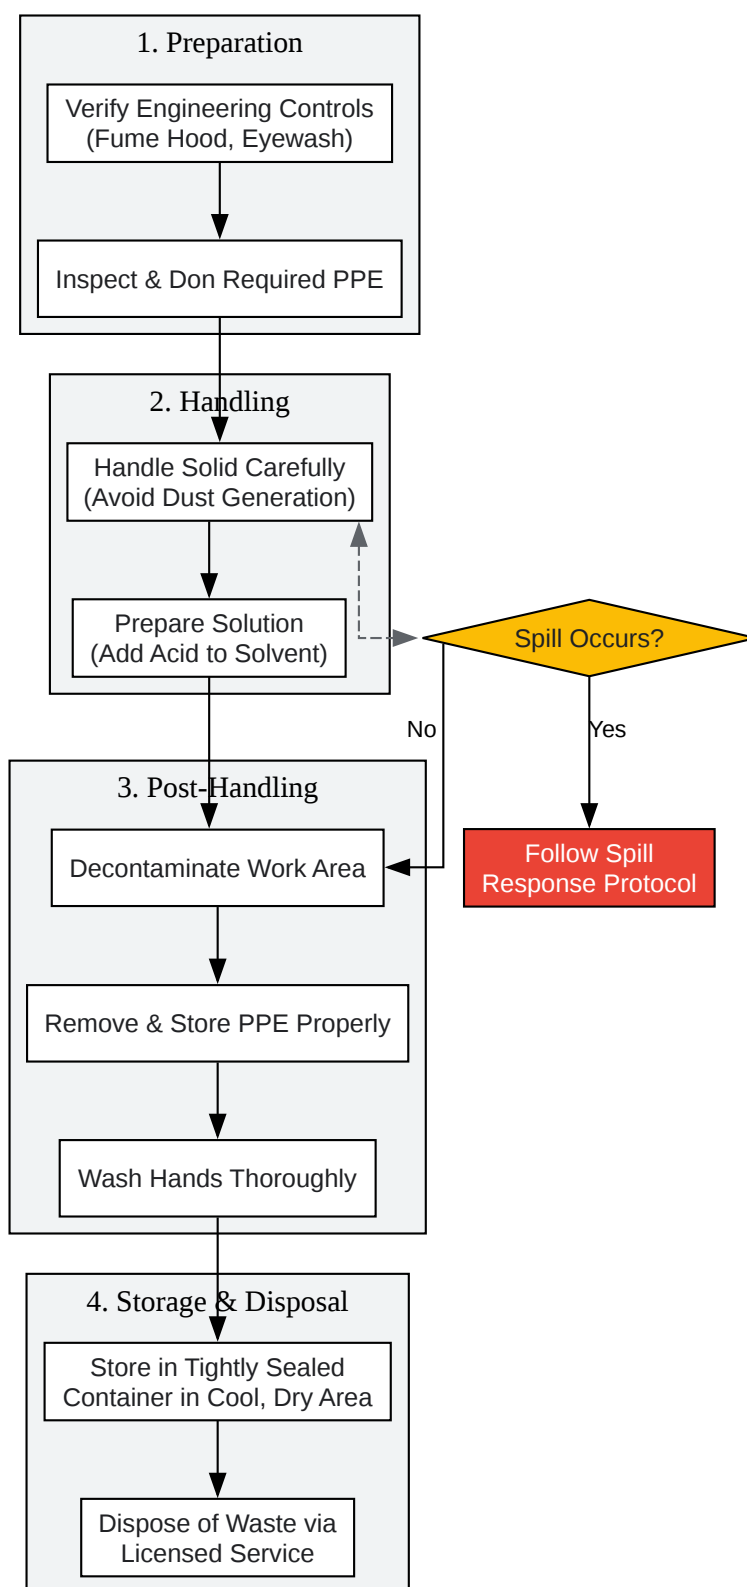 1. Preparation
Verify Engineering Controls
(Fume Hood, Eyewash)
Inspect & Don Required PPE
2. Handling
Handle Solid Carefully
(Avoid Dust Generation)
Prepare Solution
(Add Acid to Solvent)
Spill Occurs?
No
Yes
3. Post-Handling
Decontaminate Work Area
Follow Spill
Response Protocol
Remove & Store PPE Properly
Wash Hands Thoroughly
4. Storage & Disposal
Store in Tightly Sealed
Container in Cool, Dry Area
Dispose of Waste via
Licensed Service